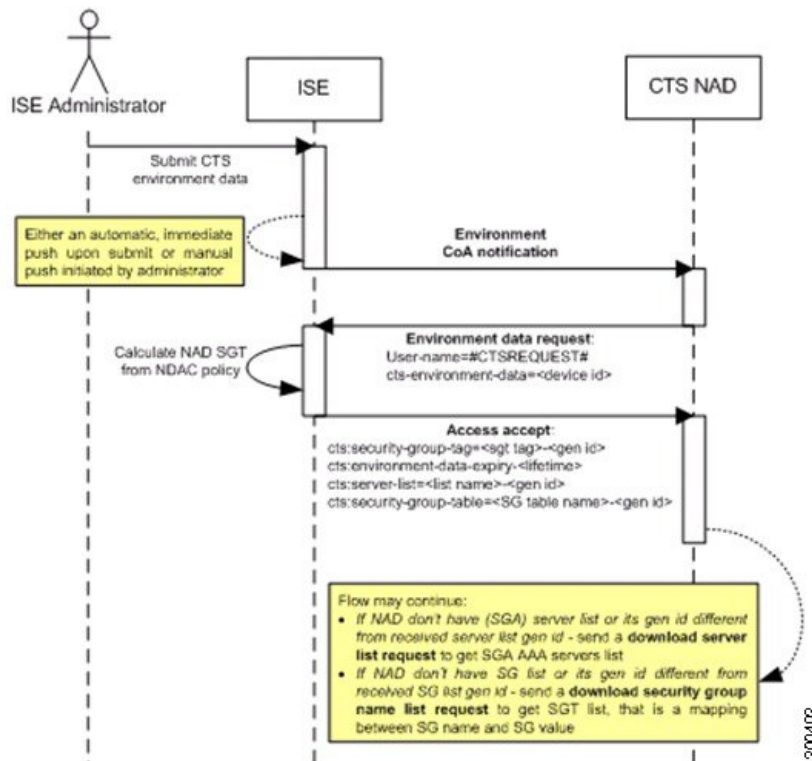 ISE Administrator
ISE
CTS NAD
Submit CTS
environment data
Either an automatic, immediate
push upon submit or manual
push initiated by administrator
Environment
CoA notification
Calculate NAD SGT
from NDAC policy
Environment data request:
User-name=#CTSREQUEST#
cts-environment-data=<device id>
Access accept:
cts:security-group-tag=<sgt tag>-<gen id>
cts:environment-data-expiry-<lifetime>
cts:server-list=<list name>-<gen id>
cts:security-group-table=<SG table name>-<gen id>
Flow may continue:
• If NAD don't have (SGA) server list or its gen id different
from received server list gen id - send a download server
list request to get SGA AAA servers list
• If NAD don't have SG list or its gen id different from
received SG list gen id - send a download security group
name list request to get SGT list, that is a mapping
between SG name and SG value
300403